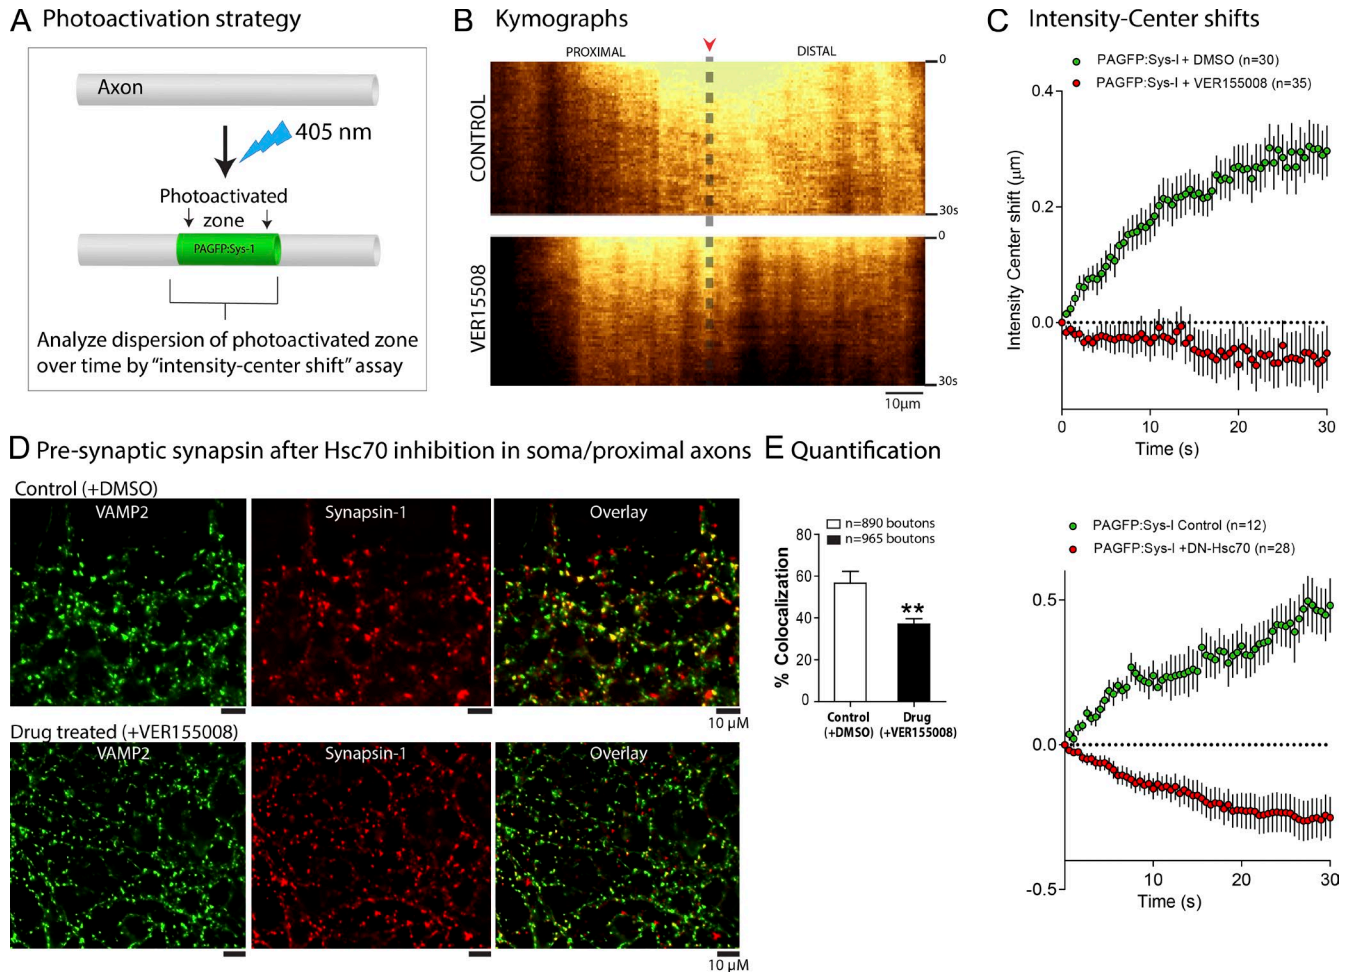 A Photoactivation strategy
Axon
405 nm
Photoactivated
zone
PAGFP:Sys-1
Analyze dispersion of photoactivated zone
over time by “intensity-center shift” assay
B Kymographs
PROXIMAL
DISTAL
CONTROL
0
30s
VER15508
0
30s
10μm
C Intensity-Center shifts
PAGFP:Sys-I + DMSO (n=30)
PAGFP:Sys-I + VER155008 (n=35)
Intensity Center shift (μm)
0.4
0.2
0.0
0 10 20 30
Time (s)
PAGFP:Sys-I Control (n=12)
PAGFP:Sys-I +DN-Hsc70 (n=28)
0.5
0.0
-0.5
10 20 30
Time (s)
D Pre-synaptic synapsin after Hsc70 inhibition in soma/proximal axons
Control (+DMSO)
VAMP2
Synapsin-1
Overlay
10 μM
Drug treated (+VER155008)
VAMP2
Synapsin-1
Overlay
10 μM
E Quantification
n=890 boutons
n=965 boutons
% Colocalization
80
60
40
20
0
**
Control
(+DMSO)
Drug
(+VER155008)